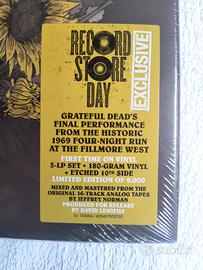 RECORD
STORE
DAY
EXCLUSIVE
GRATEFUL DEAD'S
FINAL PERFORMANCE
FROM THE HISTORIC
1969 FOUR-NIGHT RUN
AT THE FILLMORE WEST
FIRST TIME ON VINYL
5-LP SET • 180-GRAM VINYL
+ ETCHED 10TH SIDE
LIMITED EDITION OF 9,000
MIXED AND MASTERED FROM THE
ORIGINAL 16-TRACK ANALOG TAPES
BY JEFFREY NORMAN
PRODUCED FOR RELEASE
BY DAVID LEMIEUX
subito